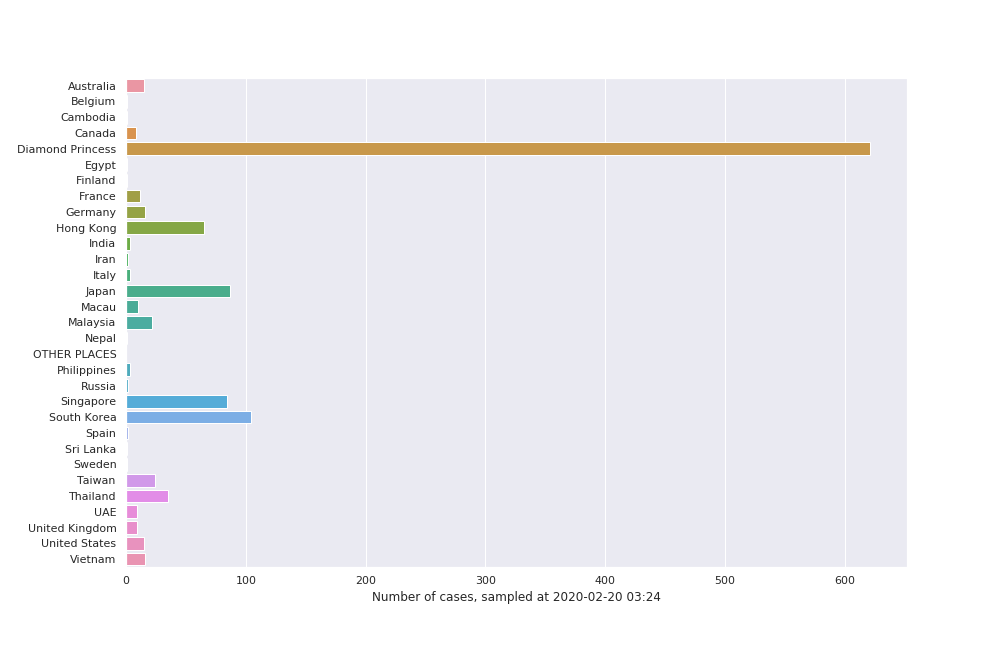 Australia
Belgium
Cambodia
Canada
Diamond Princess
Egypt
Finland
France
Germany
Hong Kong
India
Iran
Italy
Japan
Macau
Malaysia
Nepal
OTHER PLACES
Philippines
Russia
Singapore
South Korea
Spain
Sri Lanka
Sweden
Taiwan
Thailand
UAE
United Kingdom
United States
Vietnam
0 100 200 300 400 500 600
Number of cases, sampled at 2020-02-20 03:24